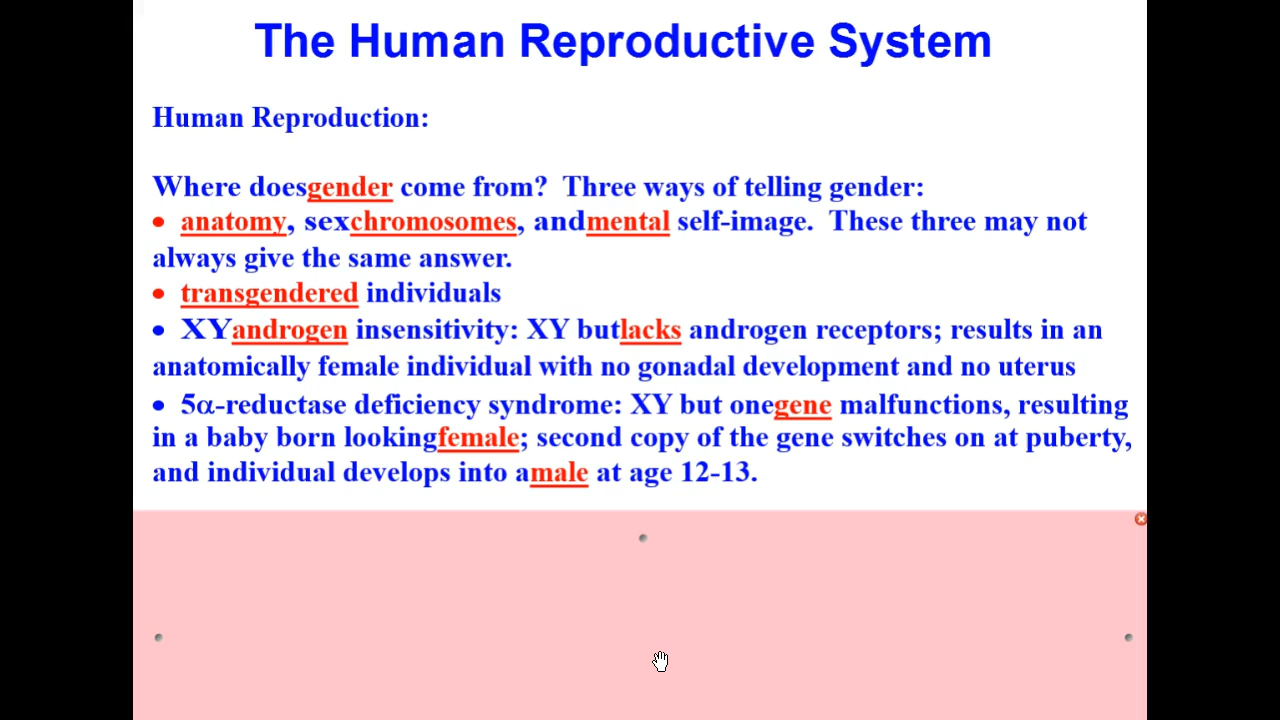 The Human Reproductive System
Human Reproduction:
Where doesgender come from?  Three ways of telling gender:
• anatomy, sexchromosomes, andmental self-image.  These three may not
always give the same answer.
• transgendered individuals
• XYandrogen insensitivity: XY butlacks androgen receptors; results in an
anatomically female individual with no gonadal development and no uterus
• 5α-reductase deficiency syndrome: XY but onegene malfunctions, resulting
in a baby born lookingfemale; second copy of the gene switches on at puberty,
and individual develops into amale at age 12-13.